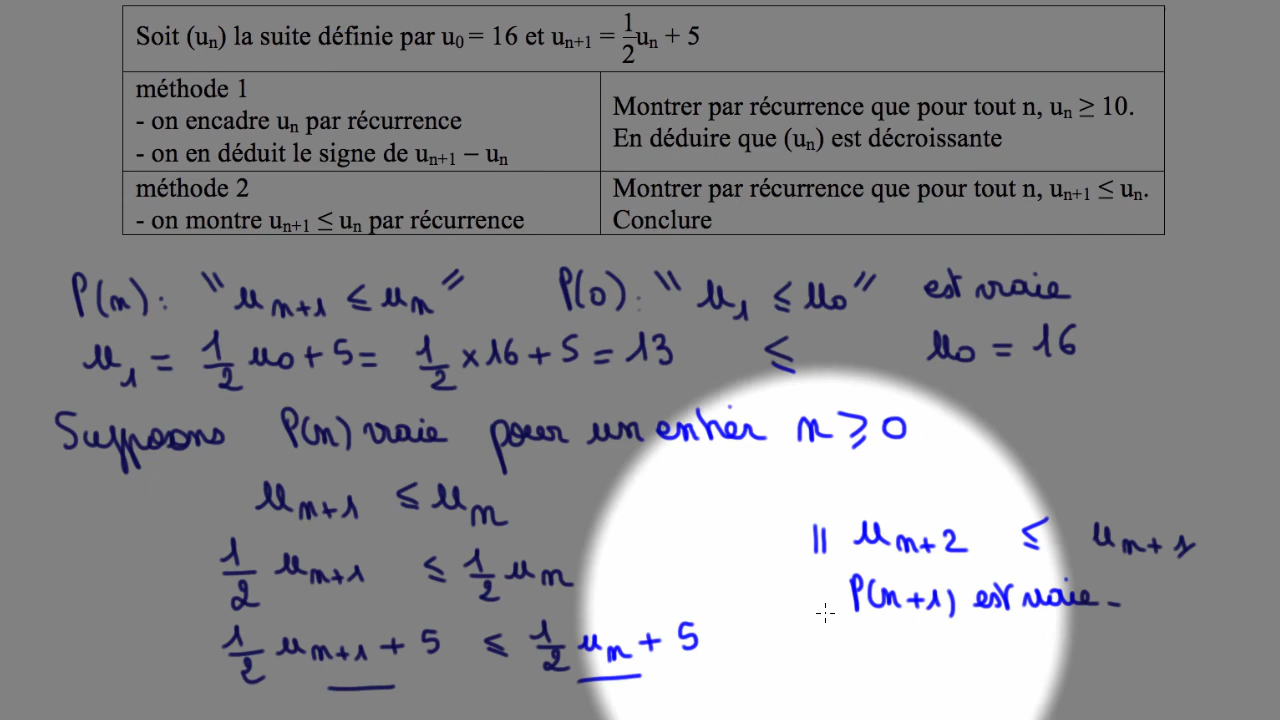 Soit (uₙ) la suite définie par u₀ = 16 et uₙ₊₁ = 1/2 uₙ + 5
méthode 1
- on encadre uₙ par récurrence
- on en déduit le signe de uₙ₊₁ – uₙ
Montrer par récurrence que pour tout n, uₙ ≥ 10.
En déduire que (uₙ) est décroissante
méthode 2
- on montre uₙ₊₁ ≤ uₙ par récurrence
Montrer par récurrence que pour tout n, uₙ₊₁ ≤ uₙ.
Conclure
P(n) : "uₙ₊₁ ≤ uₙ" P(0) : "u₁ ≤ u₀" est vraie
u₁ = 1/2 u₀ + 5 = 1/2 × 16 + 5 = 13 ≤ u₀ = 16
Supposons P(n) vraie pour un entier n ≥ 0
uₙ₊₁ ≤ uₙ
1/2 uₙ₊₁ ≤ 1/2 uₙ
1/2 uₙ₊₁ + 5 ≤ 1/2 uₙ + 5
|| uₙ₊₂ ≤ uₙ₊₁
P(n+1) est vraie.